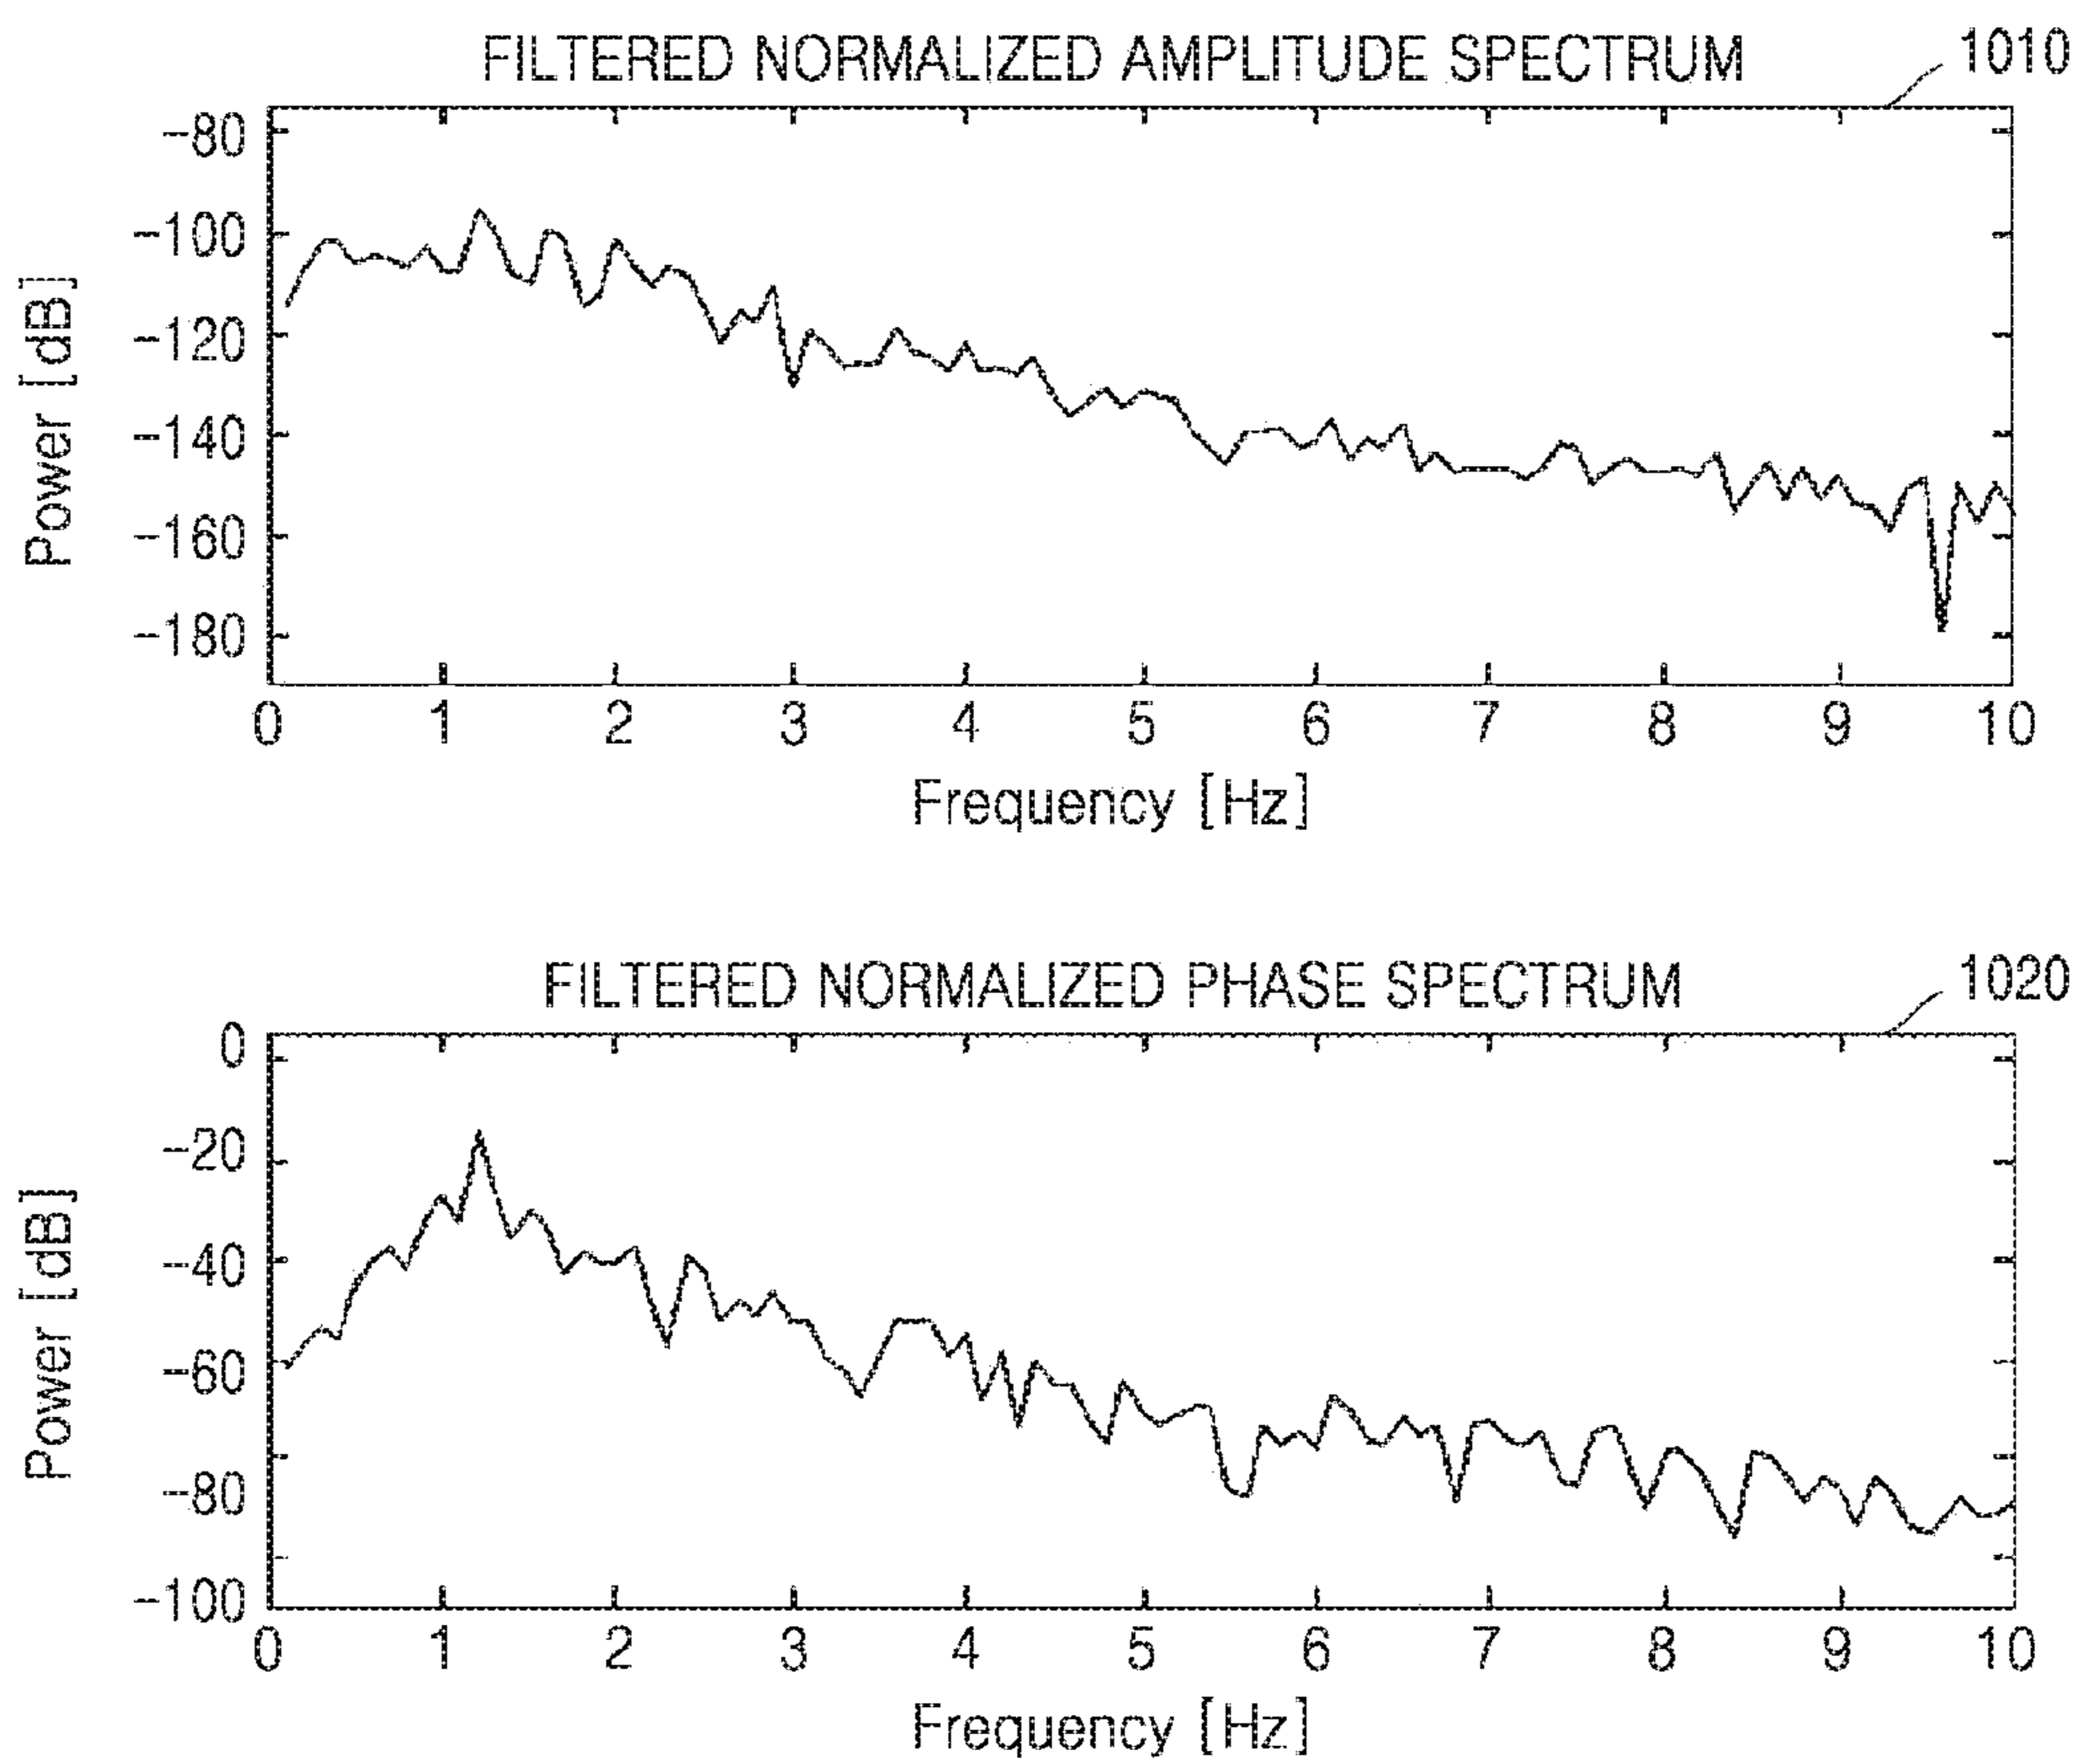 FILTERED NORMALIZED AMPLITUDE SPECTRUM
1010
Power [dB]
-80
-100
-120
-140
-160
-180
0 1 2 3 4 5 6 7 8 9 10
Frequency [Hz]
FILTERED NORMALIZED PHASE SPECTRUM
1020
Power [dB]
0
-20
-40
-60
-80
-100
0 1 2 3 4 5 6 7 8 9 10
Frequency [Hz]